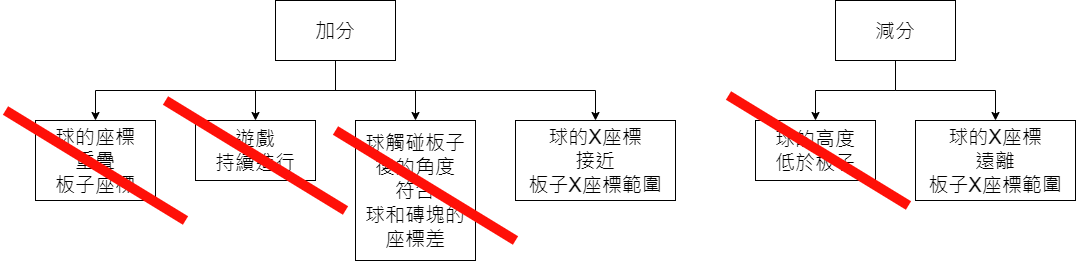 加分
減分
球的座標
重疊
板子座標
遊戲
持續進行
球觸碰板子
後的角度
符合
球和磚塊的
座標差
球的X座標
接近
板子X座標範圍
球的高度
低於板子
球的X座標
遠離
板子X座標範圍